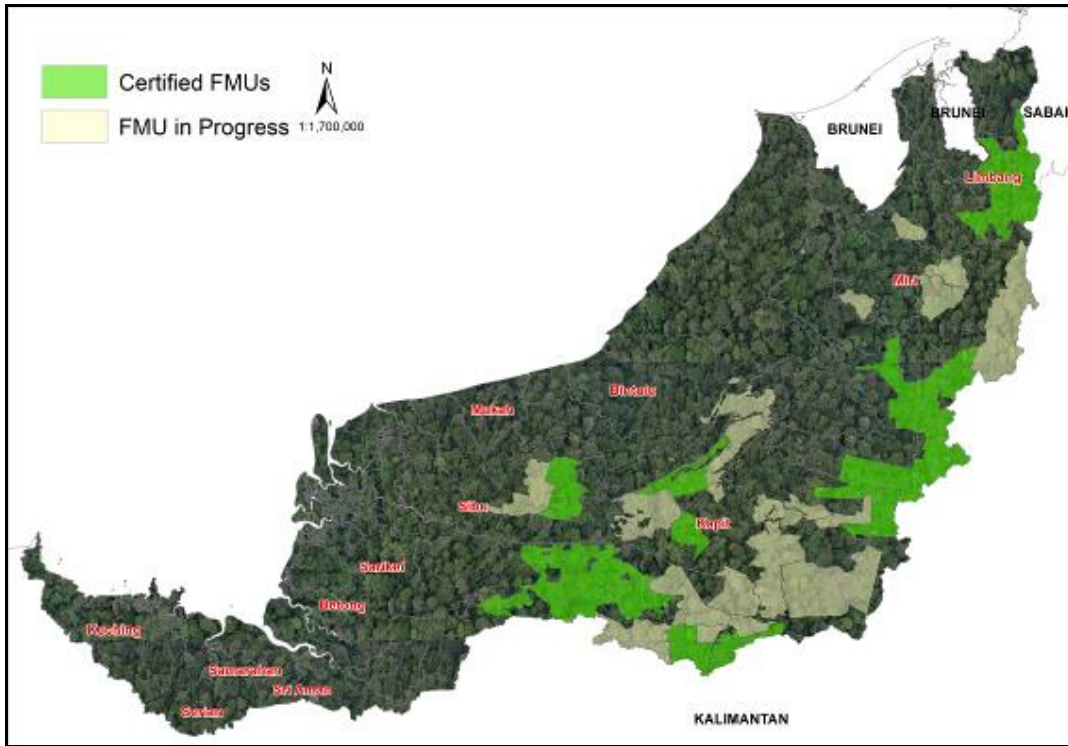 Certified FMUs
FMU in Progress
N
1:1,700,000
BRUNEI
BRUNEI
SABAH
Limbang
Miri
Bintulu
Mukah
Sibu
Kapit
Sarikei
Betong
Kuching
Samarahan
Sri Aman
Serian
KALIMANTAN